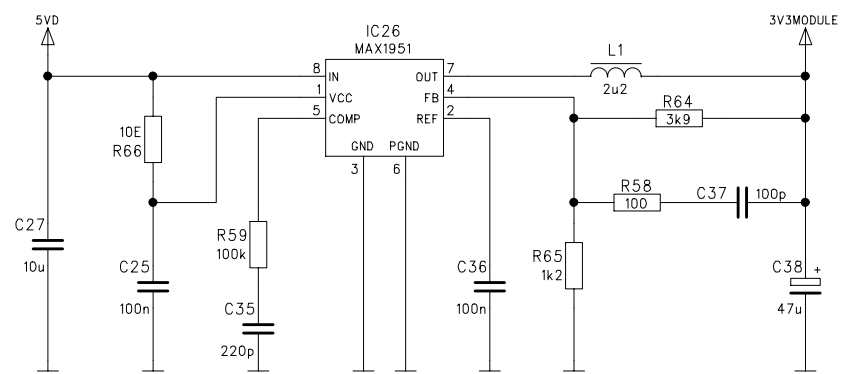 5VD
3V3MODULE
IC26
MAX1951
L1
2u2
8
IN
OUT
7
1
VCC
FB
4
5
COMP
REF
2
GND
PGND
3
6
10E
R66
R64
3k9
R58
100
C37
100p
C27
10u
R59
100k
C25
100n
C35
220p
C36
100n
R65
1k2
C38
+
47u